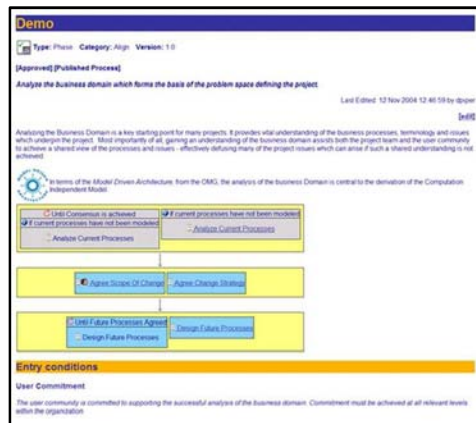 Demo
Type: Phase Category: Align Version: 1.0
[Approved] [Published Process]
Analyze the business domain which forms the basis of the problem space defining the project.
Last Edited 12 Nov 2004 12:46:59 by dpiper
[edit]
Analyzing the Business Domain is a key starting point for many projects. It provides vital understanding of the business processes, terminology and issues
which underpin the project. Most importantly of all, gaining an understanding of the business domain assists both the project team and the user community
to achieve a shared view of the processes and issues - effectively defusing many of the project issues which can arise if such a shared understanding is not
achieved.
In terms of the Model Driven Architecture, from the OMG, the analysis of the business Domain is central to the derivation of the Computation
Independent Model.
Until Consensus is achieved
If current processes have not been modeled
Analyze Current Processes
If current processes have not been modeled
Analyze Current Processes
Agree Scope Of Change
Agree Change Strategy
Until Future Processes Agreed
Design Future Processes
Design Future Processes
Entry conditions
User Commitment
The user community is committed to supporting the successful analysis of the business domain. Commitment must be achieved at all relevant levels
within the organization